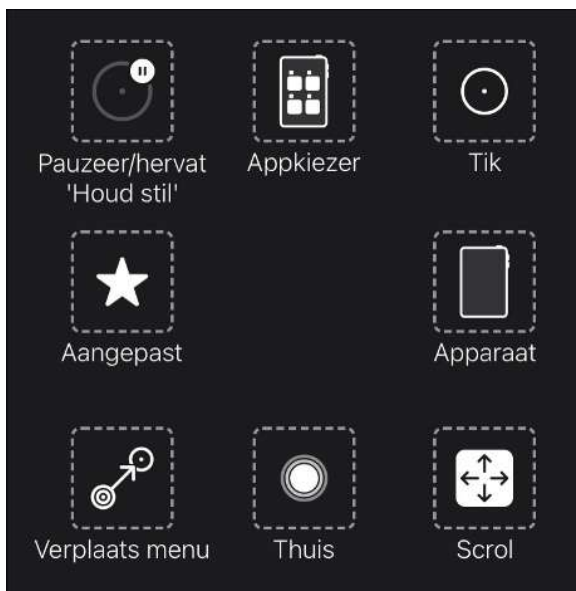 Pauzeer/hervat
'Houd stil'
Appkiezer
Tik
Aangepast
Apparaat
Verplaats menu
Thuis
Scrol